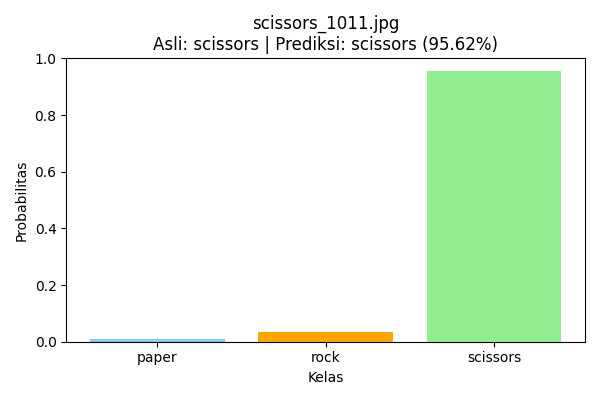 scissors_1011.jpg
Asli: scissors | Prediksi: scissors (95.62%)
1.0
0.8
0.6
0.4
0.2
0.0
Probabilitas
paper
rock
scissors
Kelas